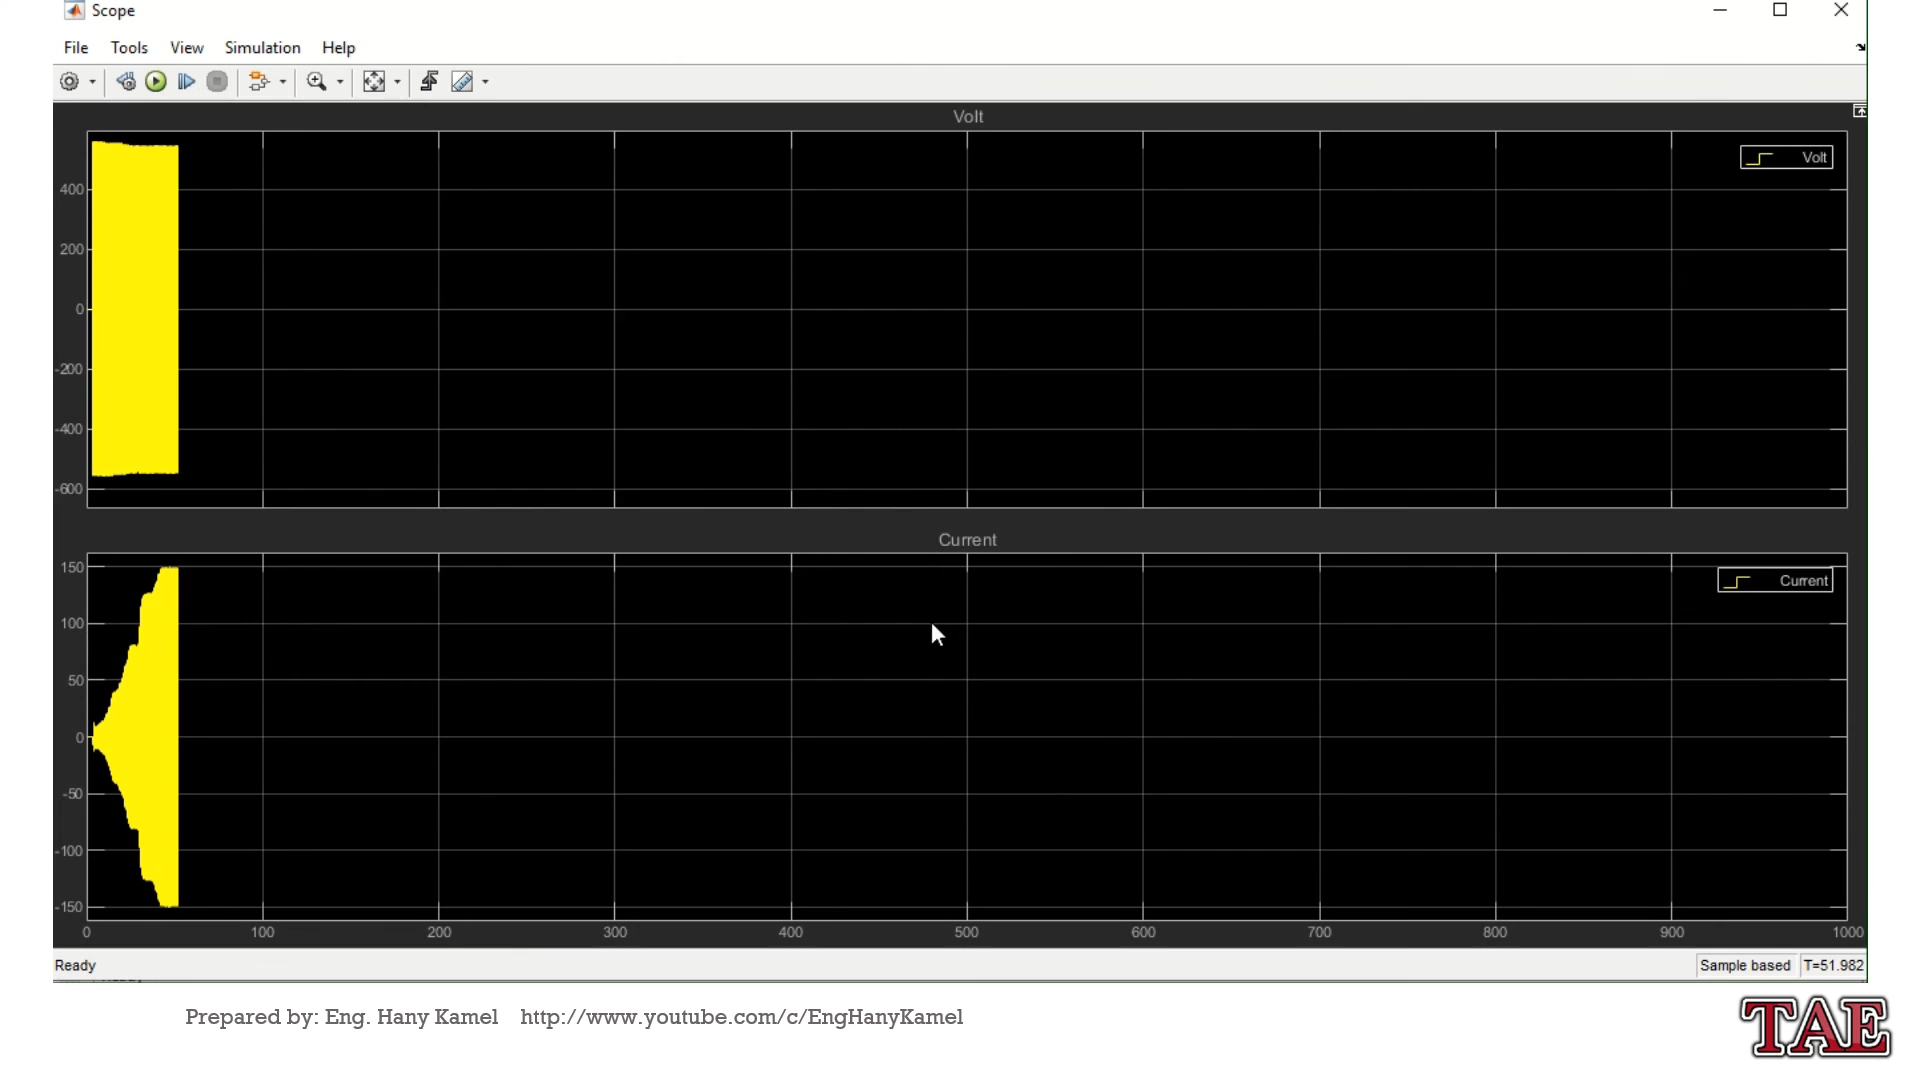 Scope
File Tools View Simulation Help
Volt
Volt
400
200
0
-200
-400
-600
Current
Current
150
100
50
0
-50
-100
-150
0 100 200 300 400 500 600 700 800 900 1000
Ready Sample based T=51.982
Prepared by: Eng. Hany Kamel http://www.youtube.com/c/EngHanyKamel
TAE